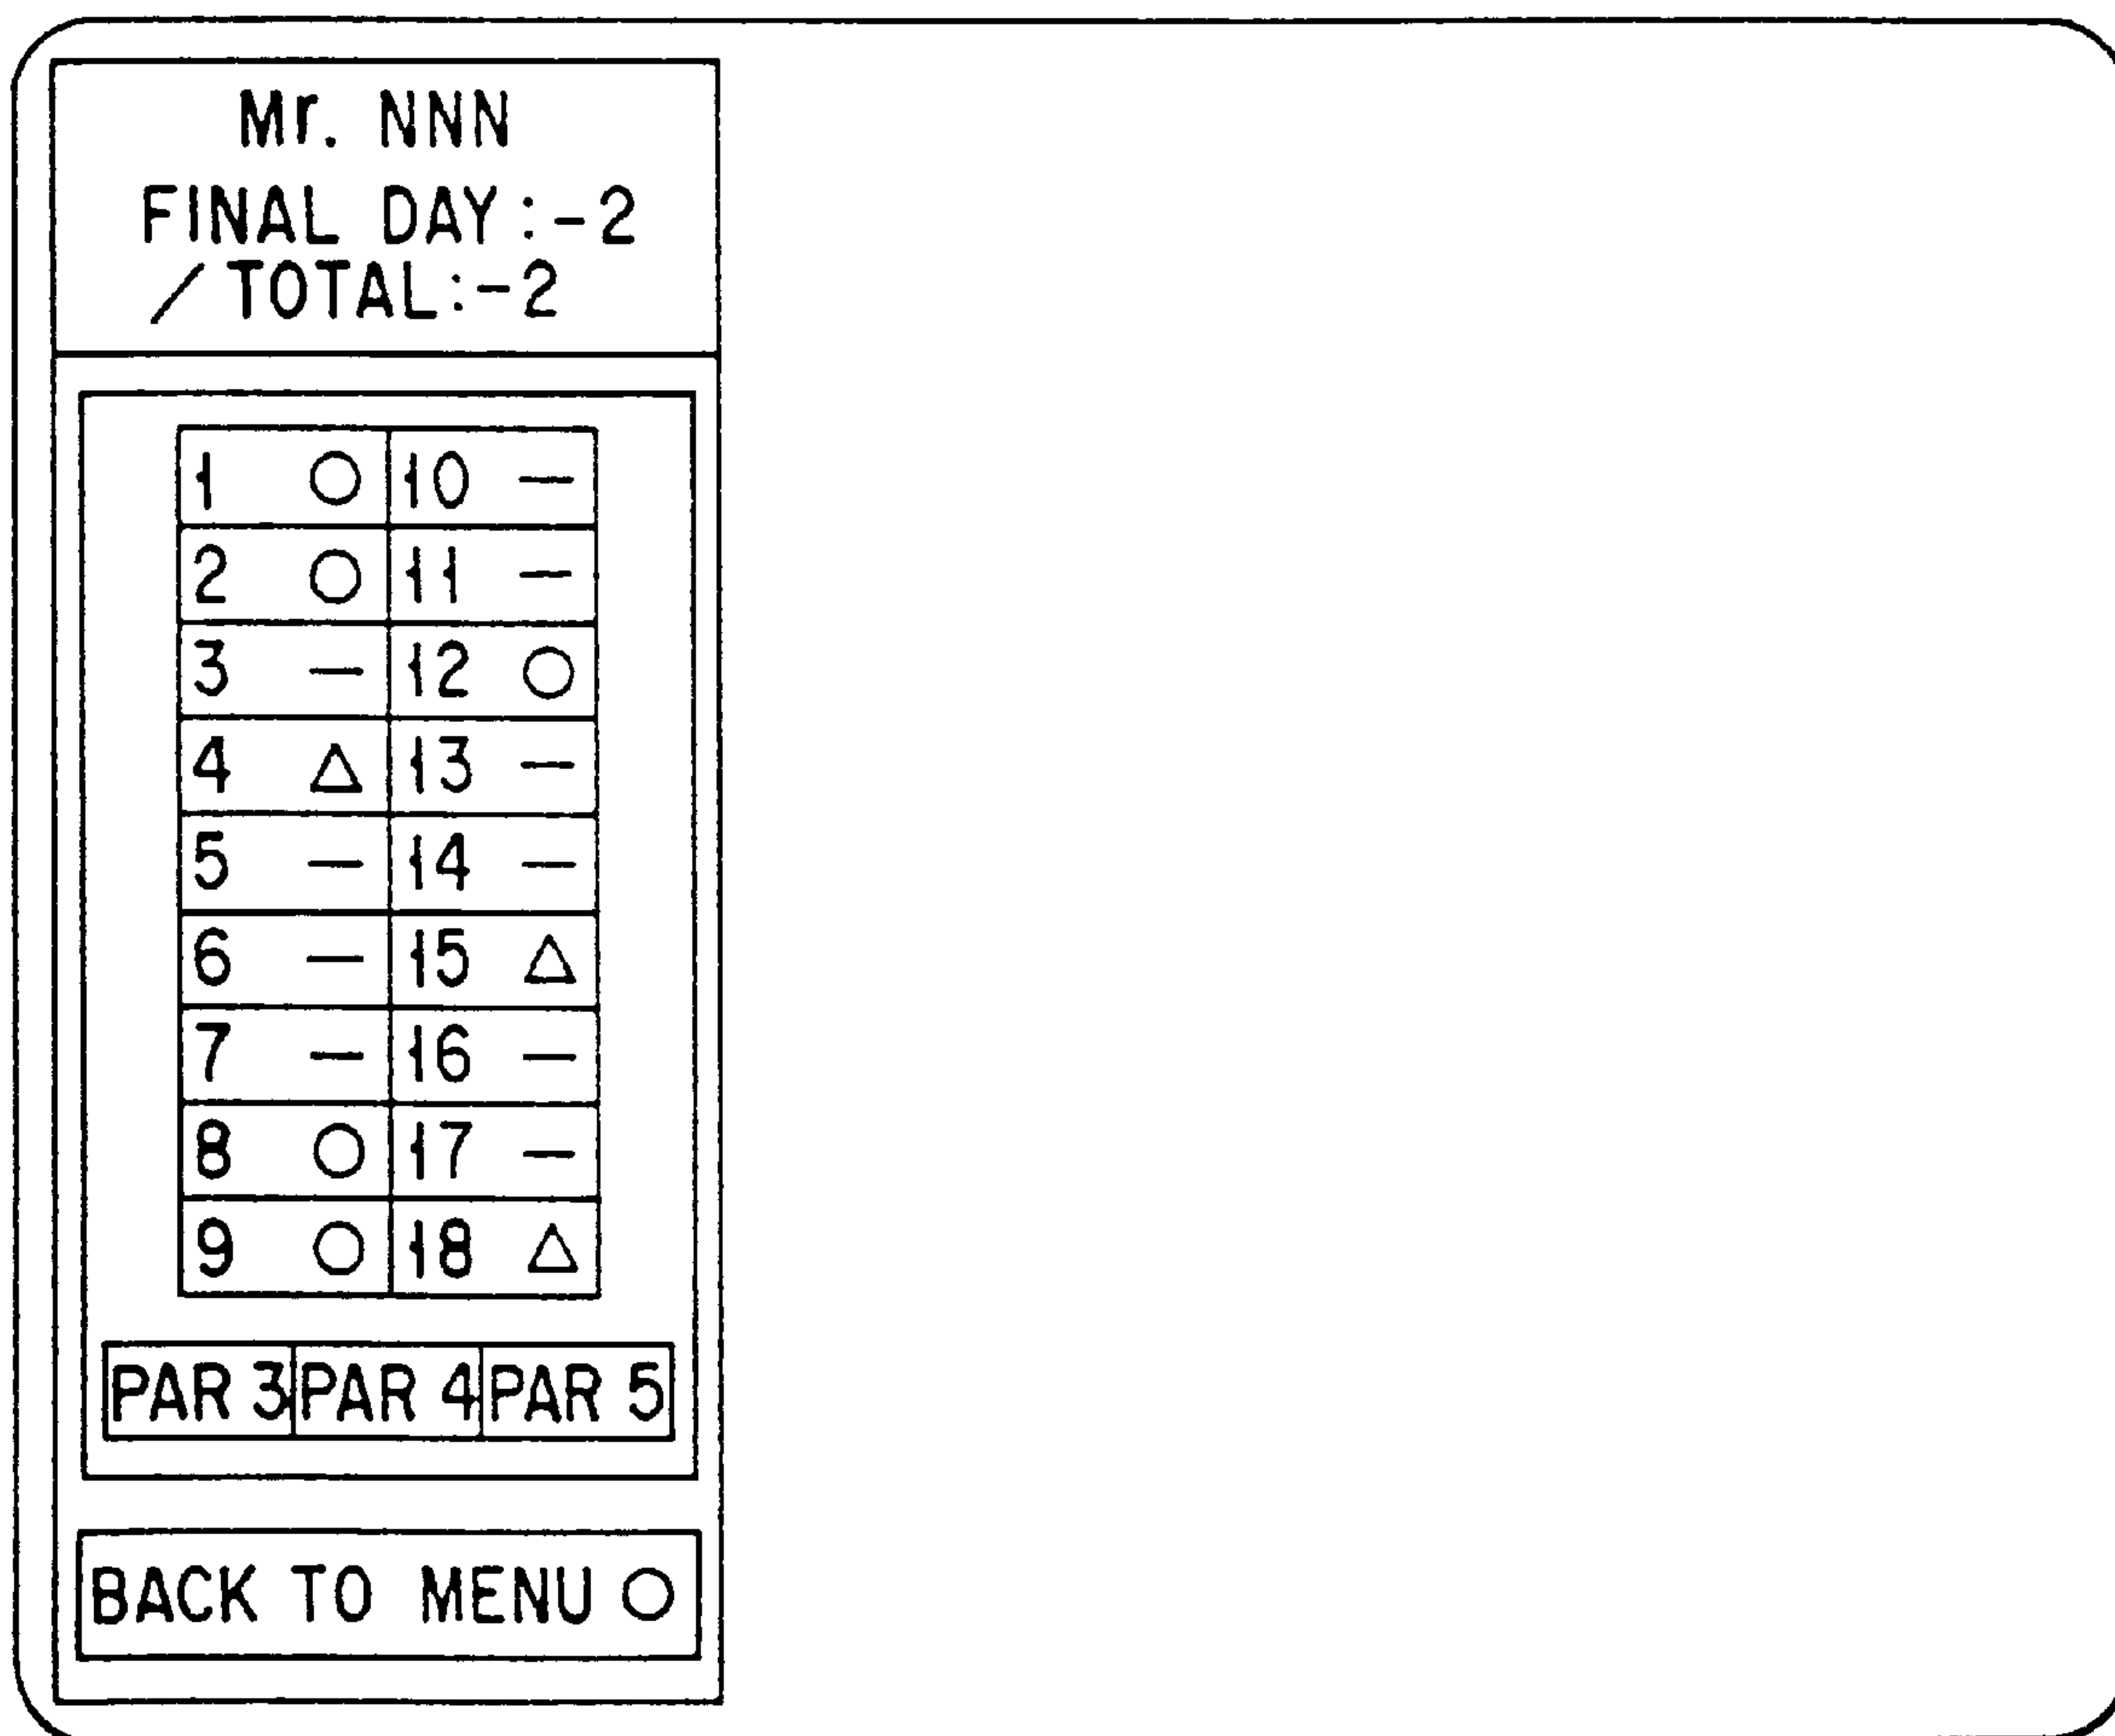 Mr. NNN
FINAL DAY:-2
/TOTAL:-2
1 ○ 10 —
2 ○ 11 —
3 — 12 ○
4 △ 13 —
5 — 14 —
6 — 15 △
7 — 16 —
8 ○ 17 —
9 ○ 18 △
PAR 3 PAR 4 PAR 5
BACK TO MENU ○